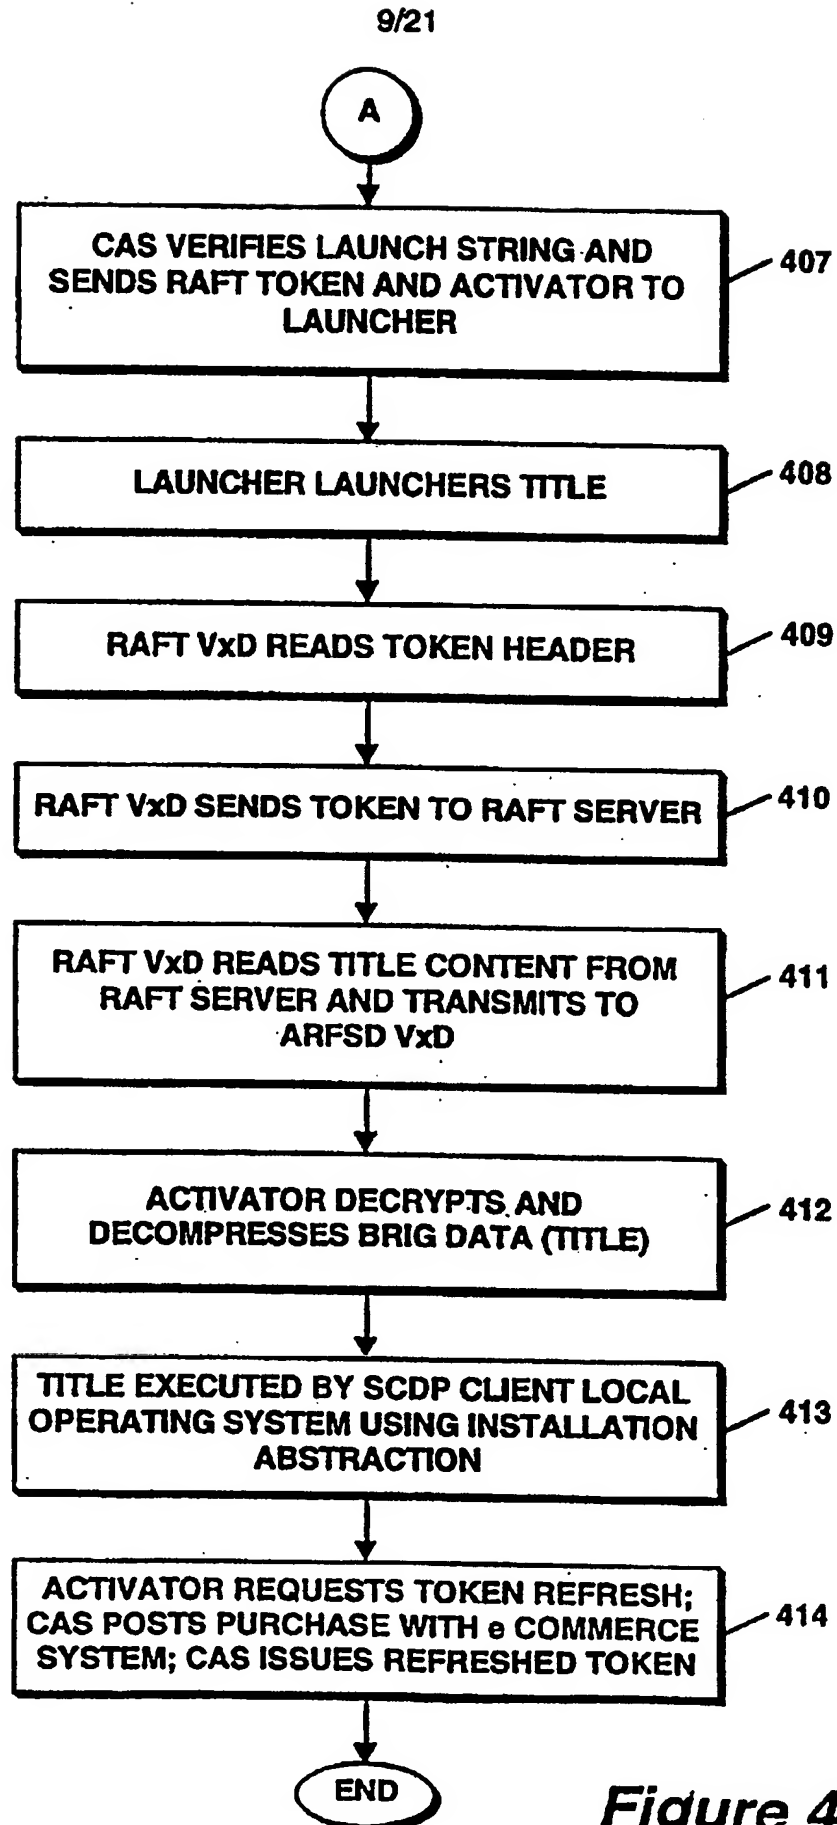 9/21
A
CAS VERIFIES LAUNCH STRING AND
SENDS RAFT TOKEN AND ACTIVATOR TO
LAUNCHER
407
LAUNCHER LAUNCHERS TITLE
408
RAFT VxD READS TOKEN HEADER
409
RAFT VxD SENDS TOKEN TO RAFT SERVER
410
RAFT VxD READS TITLE CONTENT FROM
RAFT SERVER AND TRANSMITS TO
ARFSD VxD
411
ACTIVATOR DECRYPTS AND
DECOMPRESSES BRIG DATA (TITLE)
412
TITLE EXECUTED BY SCDP CLIENT LOCAL
OPERATING SYSTEM USING INSTALLATION
ABSTRACTION
413
ACTIVATOR REQUESTS TOKEN REFRESH;
CAS POSTS PURCHASE WITH e COMMERCE
SYSTEM; CAS ISSUES REFRESHED TOKEN
414
END
Figure 4